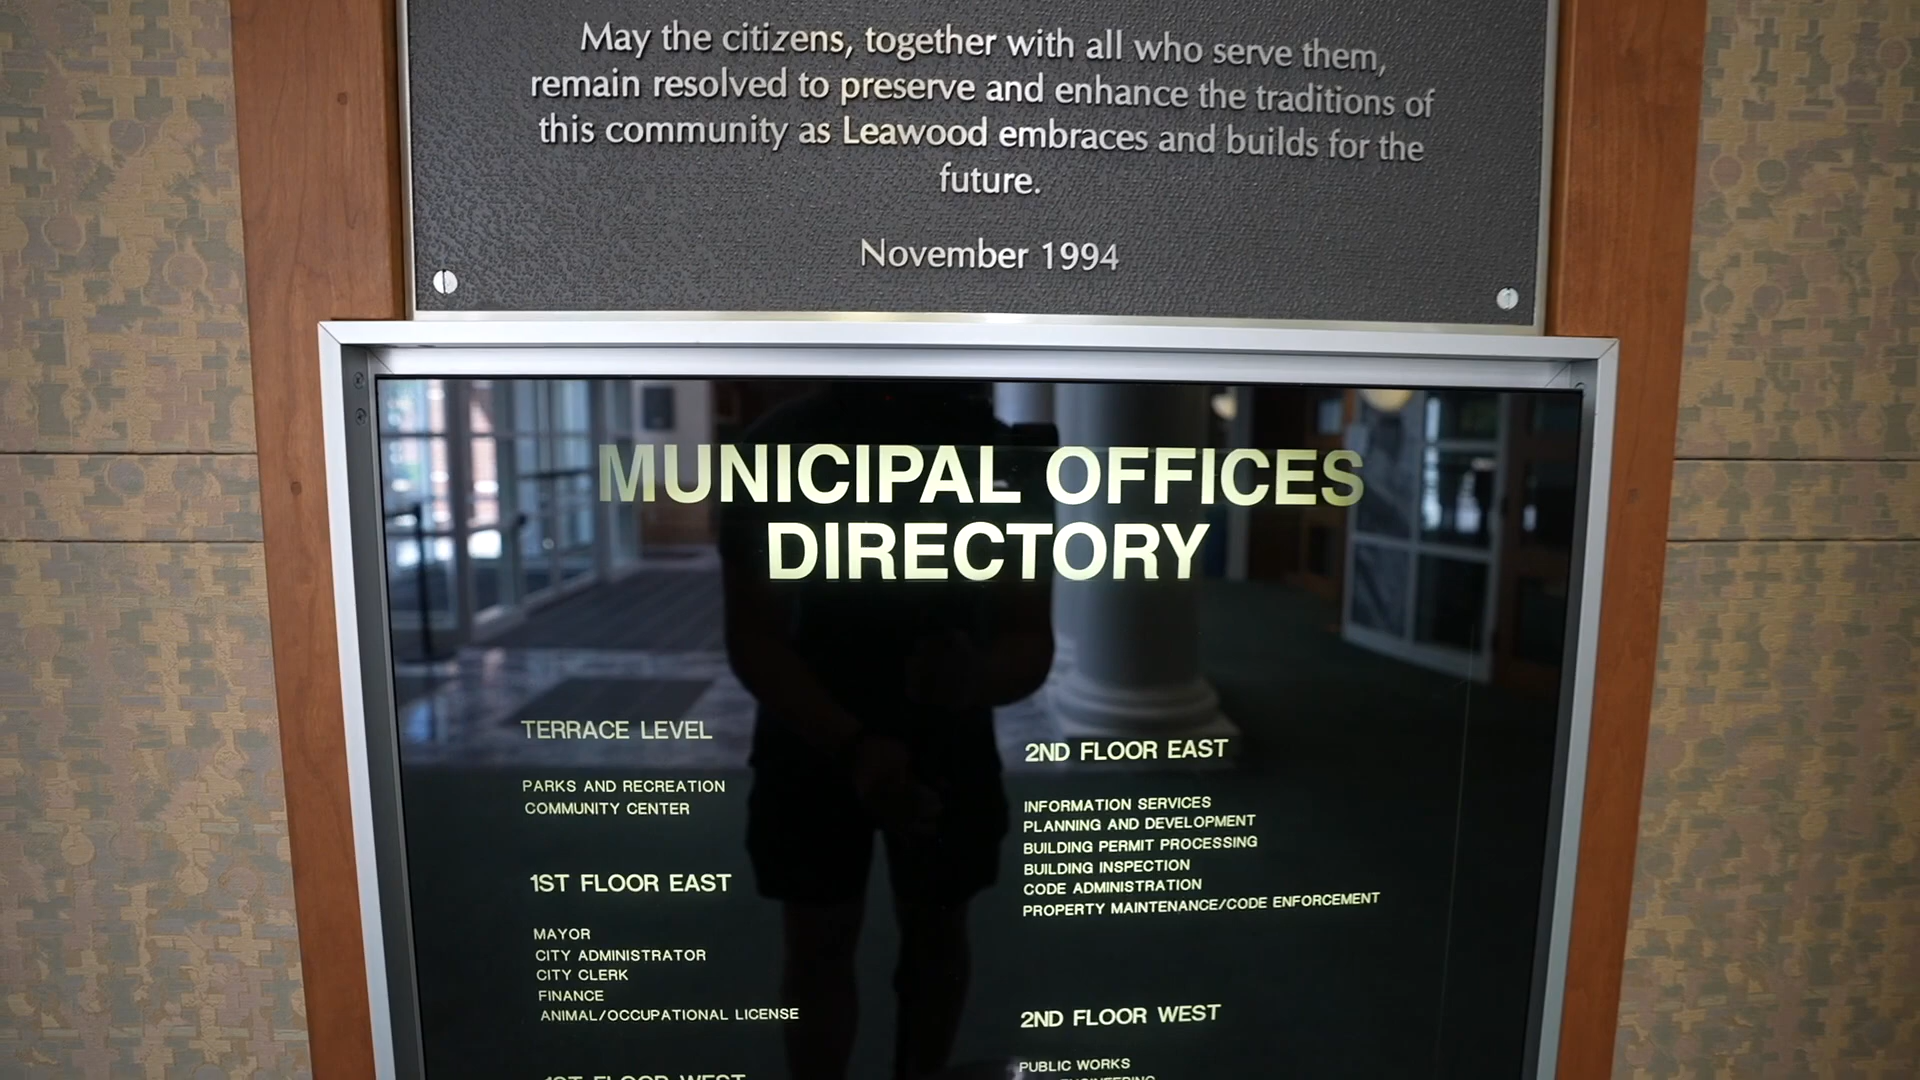 May the citizens, together with all who serve them,
remain resolved to preserve and enhance the traditions of
this community as Leawood embraces and builds for the
future.
November 1994
MUNICIPAL OFFICES
DIRECTORY
TERRACE LEVEL
PARKS AND RECREATION
COMMUNITY CENTER
1ST FLOOR EAST
MAYOR
CITY ADMINISTRATOR
CITY CLERK
FINANCE
ANIMAL/OCCUPATIONAL LICENSE
1ST FLOOR WEST
2ND FLOOR EAST
INFORMATION SERVICES
PLANNING AND DEVELOPMENT
BUILDING PERMIT PROCESSING
BUILDING INSPECTION
CODE ADMINISTRATION
PROPERTY MAINTENANCE/CODE ENFORCEMENT
2ND FLOOR WEST
PUBLIC WORKS
ENGINEERING